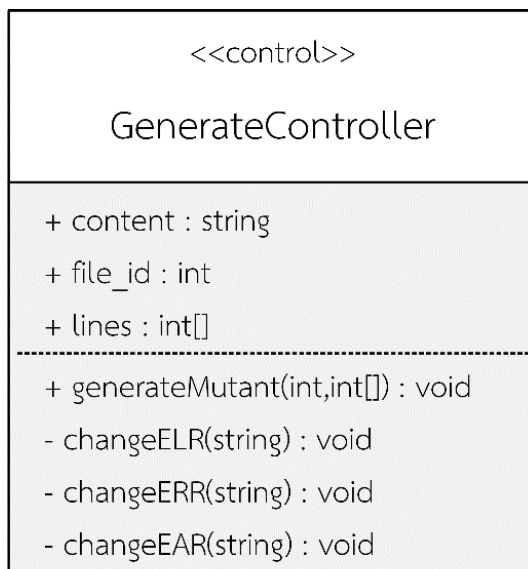 <<control>>
GenerateController
+ content : string
+ file_id : int
+ lines : int[]
+ generateMutant(int,int[]) : void
- changeELR(string) : void
- changeERR(string) : void
- changeEAR(string) : void